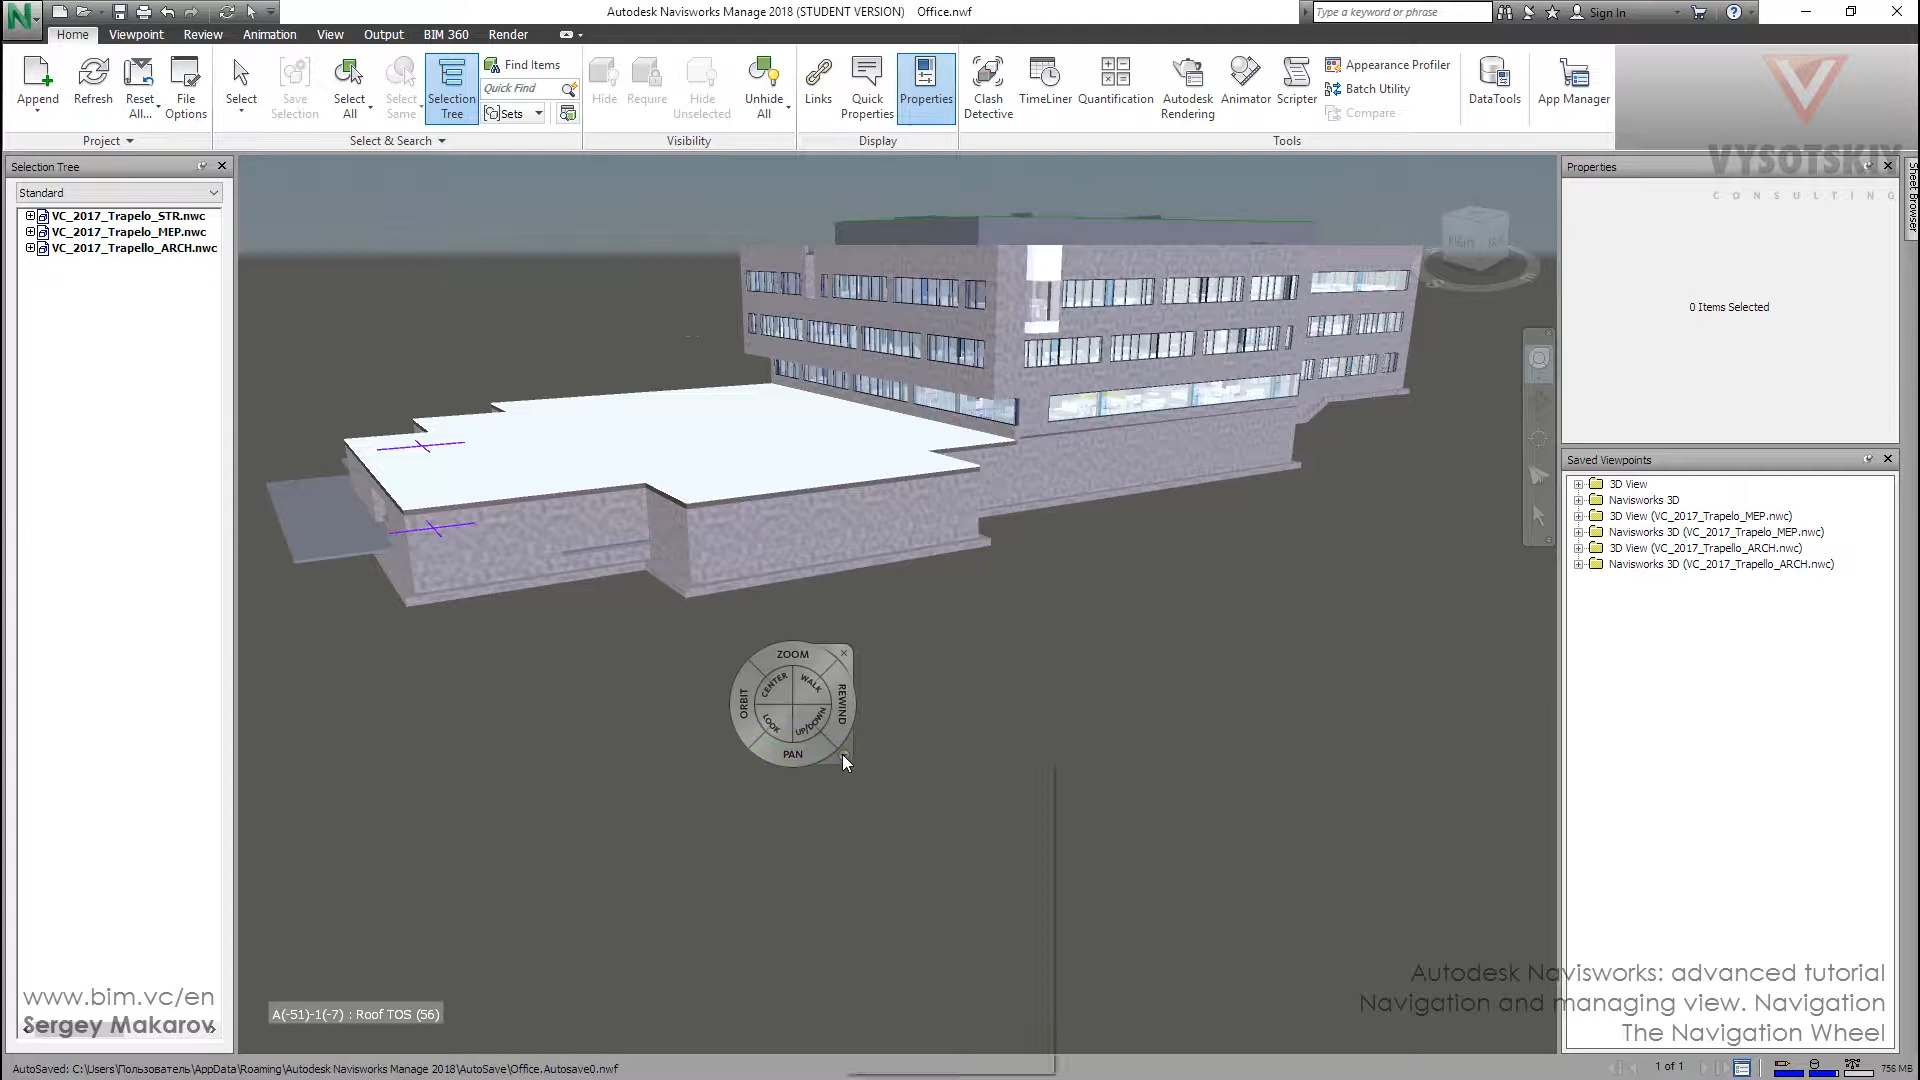 Autodesk Navisworks Manage 2018 (STUDENT VERSION) Office.nwf
Type a keyword or phrase
Sign In
Home Viewpoint Review Animation View Output BIM 360 Render
Append
Refresh
Reset All...
File Options
Select
Save Selection
Select All
Select Same
Selection Tree
Find Items
Quick Find
Sets
Hide
Require
Hide Unselected
Unhide All
Links
Quick Properties
Properties
Clash Detective
TimeLiner
Quantification
Autodesk Rendering
Animator
Scripter
Appearance Profiler
Batch Utility
Compare
DataTools
App Manager
Project
Select & Search
Visibility
Display
Tools
VYSOTSKIY
CONSULTING
Selection Tree
Standard
VC_2017_Trapelo_STR.nwc
VC_2017_Trapelo_MEP.nwc
VC_2017_Trapello_ARCH.nwc
RIGHT
ZOOM
CENTER
WALK
ORBIT
REWIND
LOOK
UP/DOWN
PAN
Properties
0 Items Selected
Sheet Browser
Saved Viewpoints
3D View
Navisworks 3D
3D View (VC_2017_Trapelo_MEP.nwc)
Navisworks 3D (VC_2017_Trapelo_MEP.nwc)
3D View (VC_2017_Trapello_ARCH.nwc)
Navisworks 3D (VC_2017_Trapello_ARCH.nwc)
A(-51)-1(-7) : Roof TOS (56)
www.bim.vc/en
Sergey Makarov
Autodesk Navisworks: advanced tutorial
Navigation and managing view. Navigation
The Navigation Wheel
AutoSaved: C:\Users\Пользователь\AppData\Roaming\Autodesk Navisworks Manage 2018\AutoSave\Office.Autosave0.nwf
1 of 1
756 MB